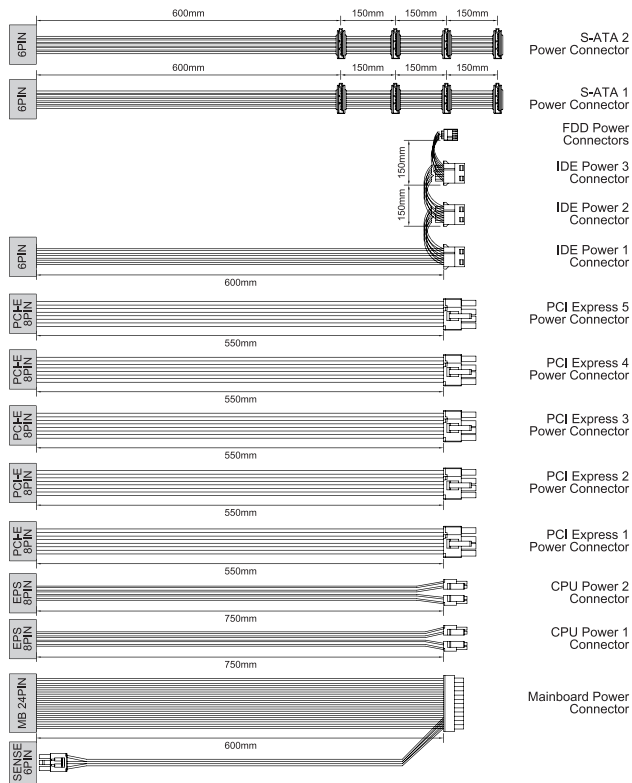 600mm
150mm
150mm
150mm
6PIN
S-ATA 2
Power Connector
600mm
150mm
150mm
150mm
6PIN
S-ATA 1
Power Connector
FDD Power
Connectors
150mm
IDE Power 3
Connector
150mm
IDE Power 2
Connector
6PIN
IDE Power 1
Connector
600mm
PCI-E
8PIN
PCI Express 5
Power Connector
550mm
PCI-E
8PIN
PCI Express 4
Power Connector
550mm
PCI-E
8PIN
PCI Express 3
Power Connector
550mm
PCI-E
8PIN
PCI Express 2
Power Connector
550mm
PCI-E
8PIN
PCI Express 1
Power Connector
550mm
EPS
8PIN
CPU Power 2
Connector
750mm
EPS
8PIN
CPU Power 1
Connector
750mm
MB 24PIN
Mainboard Power
Connector
600mm
SENSE
6PIN